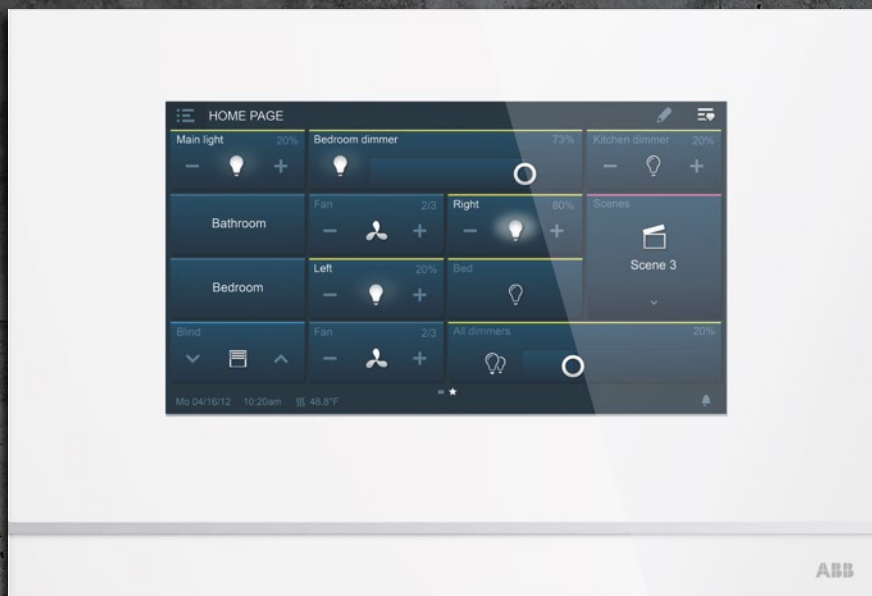 HOME PAGE
Main light 20%
Bedroom dimmer 73%
Kitchen dimmer 20%
Bathroom
Fan 2/3
Right 80%
Scenes
Scene 3
Bedroom
Left 20%
Bed
Blind
Fan 2/3
All dimmers 20%
Mo 04/16/12 10:20am 48.8°F
ABB